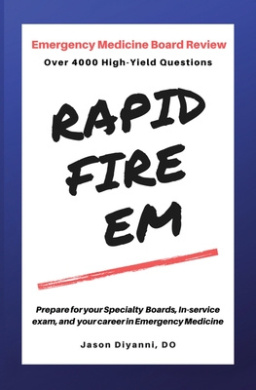 Emergency Medicine Board Review
Over 4000 High-Yield Questions
RAPID
FIRE
EM
Prepare for your Specialty Boards, In-service
exam, and your career in Emergency Medicine
Jason Diyanni, DO